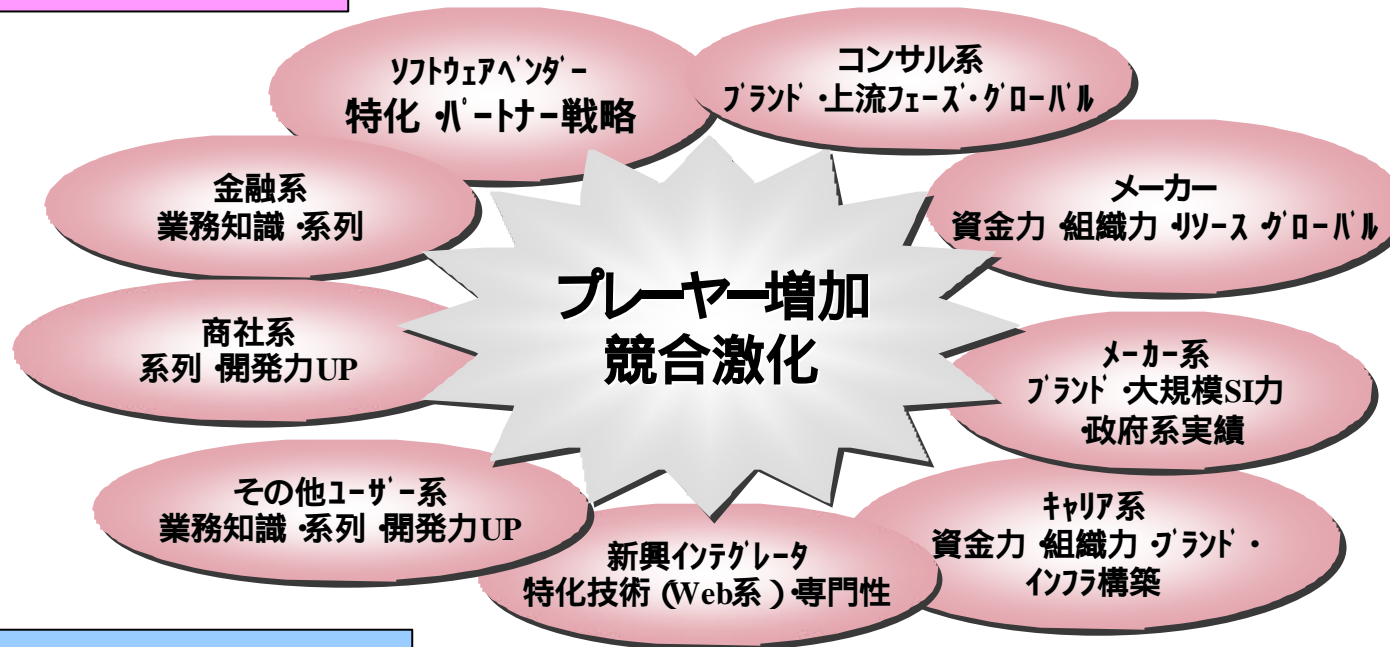 ソフトウェアベンダー
特化・パートナー戦略
コンサル系
ブランド・上流フェーズ・グローバル
金融系
業務知識・系列
メーカー
資金力・組織力・リソース・グローバル
プレーヤー増加
競合激化
商社系
系列・開発力UP
メーカー系
ブランド・大規模SI力
・政府系実績
その他ユーザー系
業務知識・系列・開発力UP
キャリア系
資金力・組織力・ブランド・
インフラ構築
新興インテグレータ
特化技術(Web系)・専門性